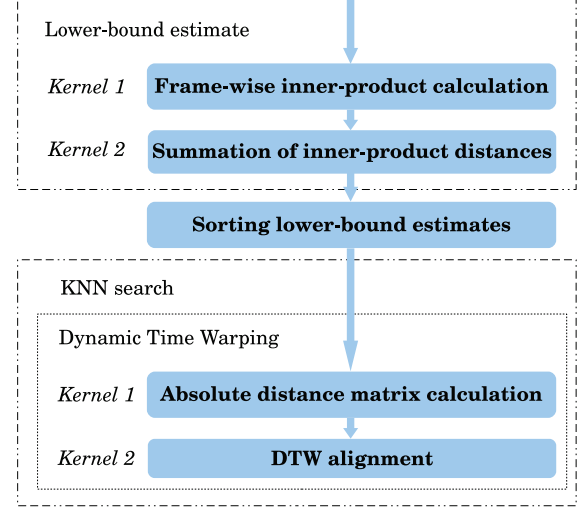 Lower-bound estimate
Kernel 1 Frame-wise inner-product calculation
Kernel 2 Summation of inner-product distances
Sorting lower-bound estimates
KNN search
Dynamic Time Warping
Kernel 1 Absolute distance matrix calculation
Kernel 2 DTW alignment